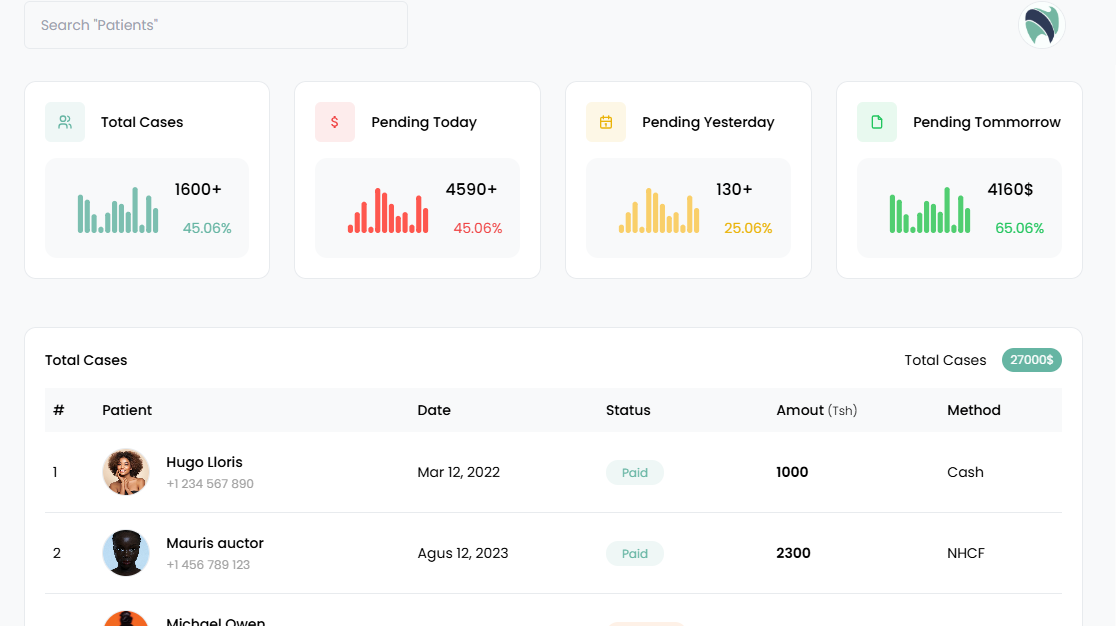 Search "Patients"
Total Cases
1600+
45.06%
$
Pending Today
4590+
45.06%
Pending Yesterday
130+
25.06%
Pending Tommorrow
4160$
65.06%
Total Cases
Total Cases 27000$
# Patient Date Status Amout (Tsh) Method
1 Hugo Lloris Mar 12, 2022 Paid 1000 Cash
+1 234 567 890
2 Mauris auctor Agus 12, 2023 Paid 2300 NHCF
+1 456 789 123
Michael Owen